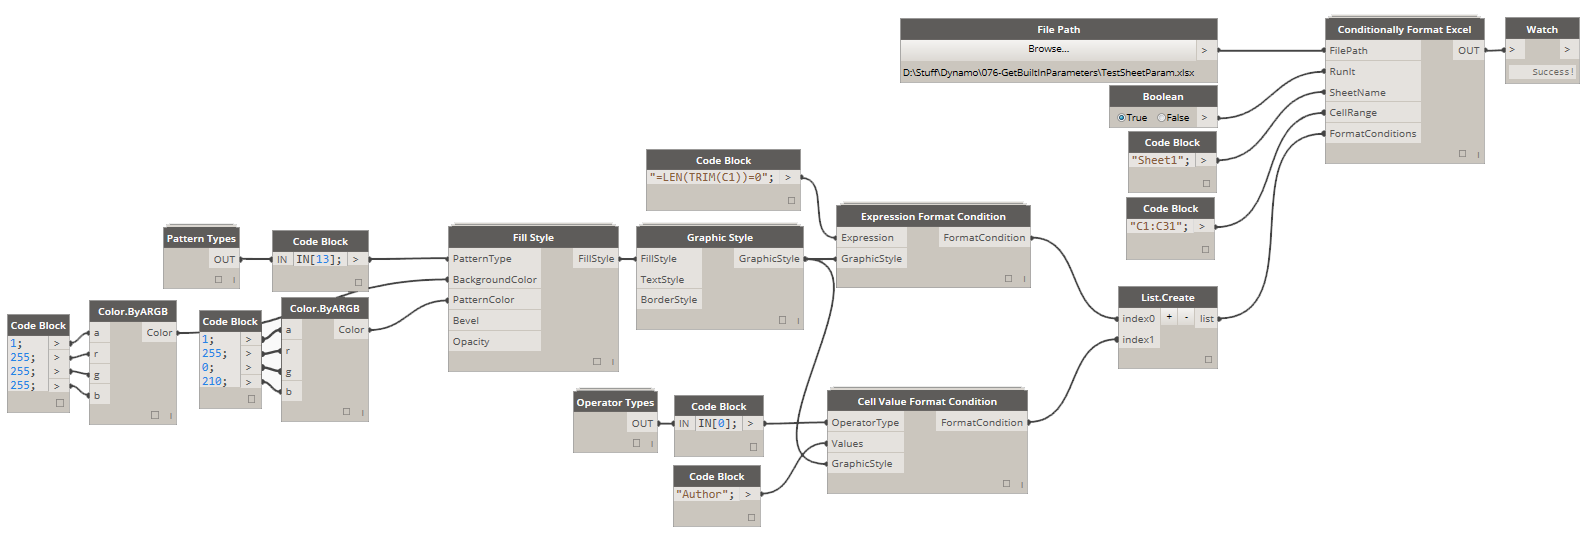 File Path
Browse... >
D:\Stuff\Dynamo\076-GetBuiltInParameters\TestSheetParam.xlsx
Conditionally Format Excel
FilePath OUT
RunIt
SheetName
CellRange
FormatConditions
Watch
> >
Success!
Boolean
True False >
Code Block
"Sheet1"; >
Code Block
"C1:C31"; >
Code Block
"=LEN(TRIM(C1))=0"; >
Expression Format Condition
Expression FormatCondition
GraphicStyle
Pattern Types
OUT
Code Block
IN IN[13]; >
Fill Style
PatternType FillStyle
BackgroundColor
PatternColor
Bevel
Opacity
Graphic Style
FillStyle GraphicStyle
TextStyle
BorderStyle
Code Block
1; >
255; >
255; >
255; >
Color.ByARGB
a Color
r
g
b
Code Block
1; >
255; >
0; >
210; >
Color.ByARGB
a Color
r
g
b
List.Create
index0 + - list
index1
Operator Types
OUT
Code Block
IN IN[0]; >
Cell Value Format Condition
OperatorType FormatCondition
Values
GraphicStyle
Code Block
"Author"; >